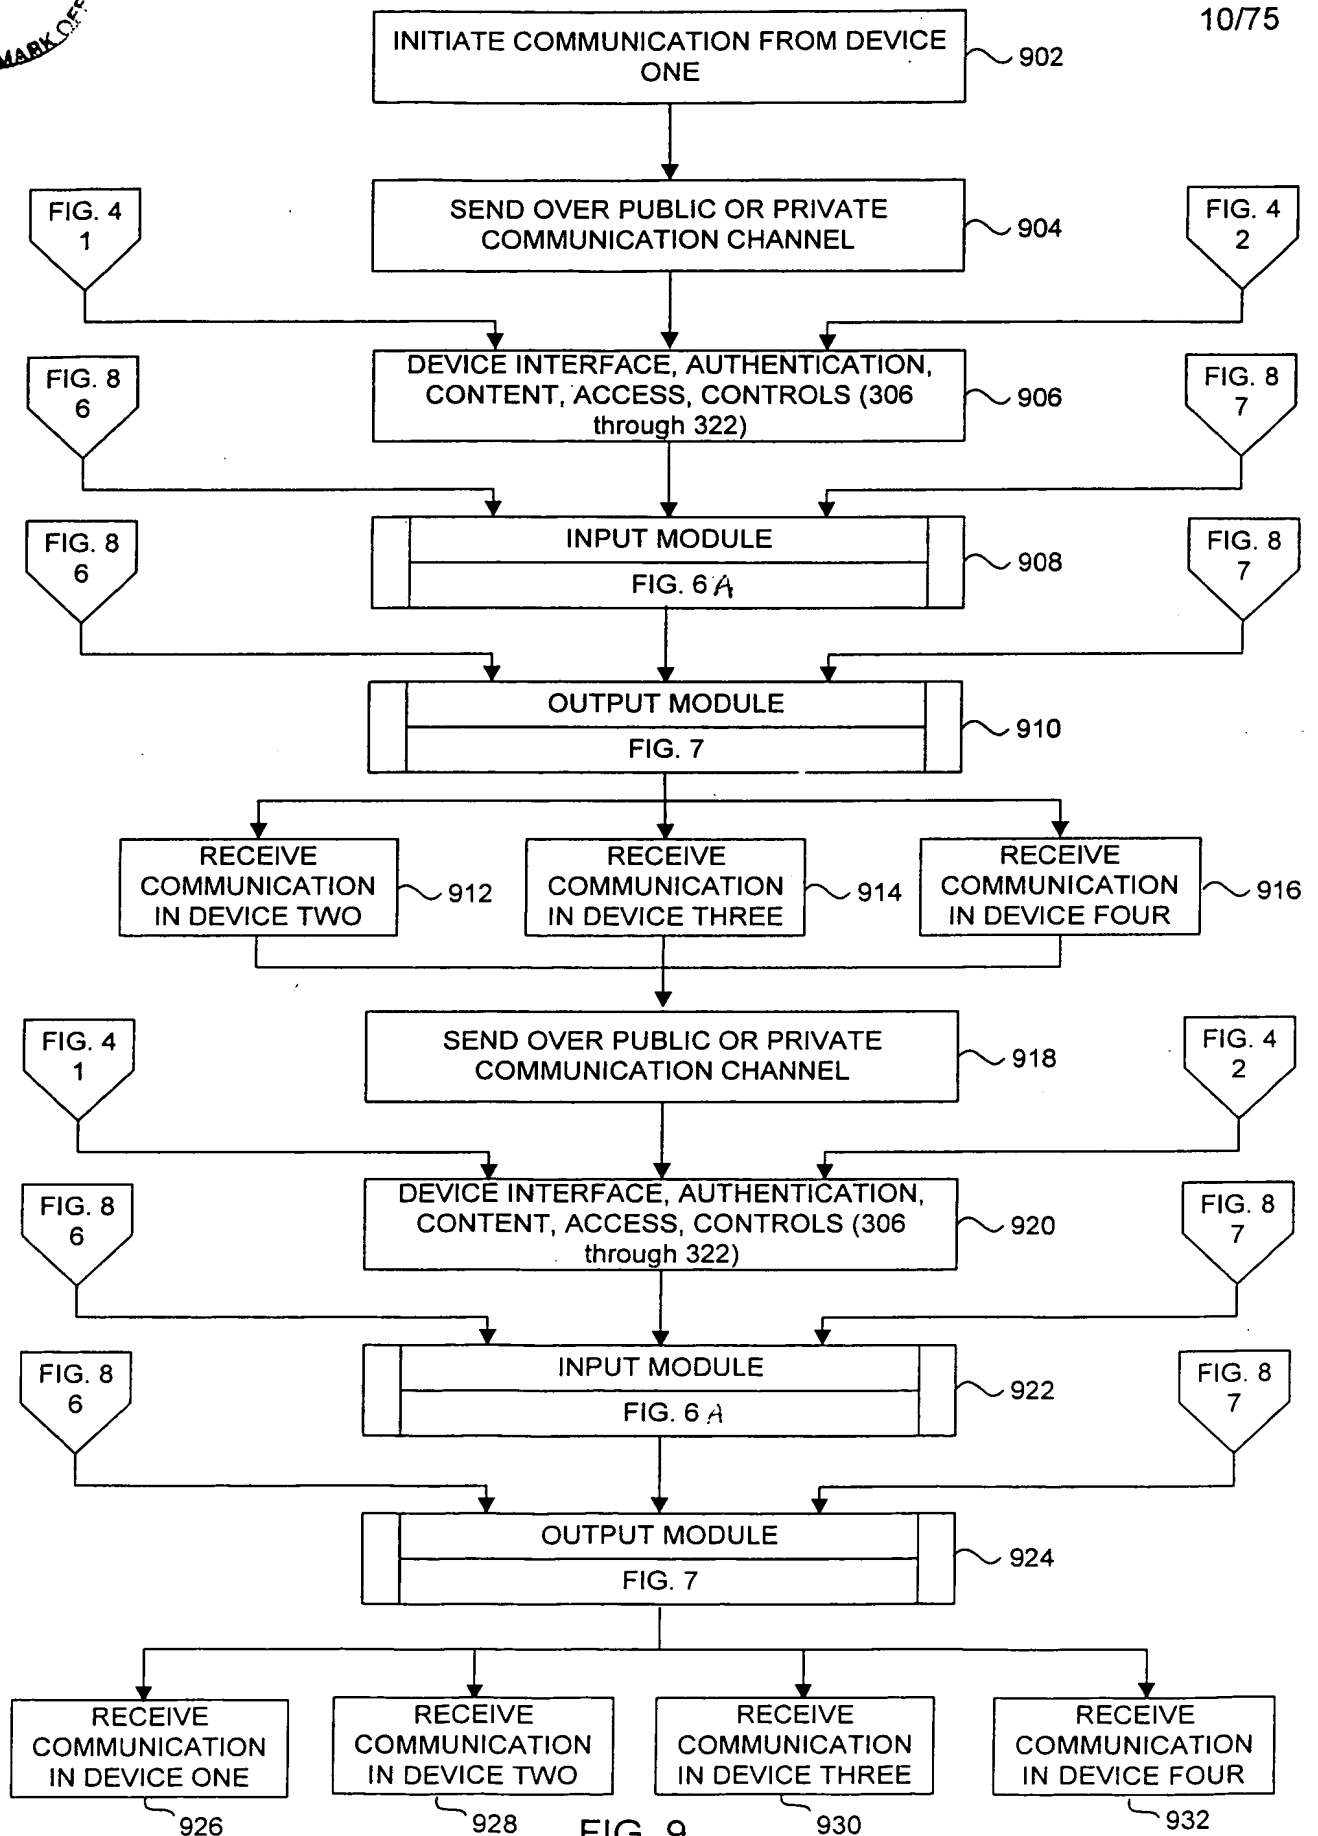 MARK OFF
10/75
INITIATE COMMUNICATION FROM DEVICE
ONE
902
FIG. 4
1
SEND OVER PUBLIC OR PRIVATE
COMMUNICATION CHANNEL
904
FIG. 4
2
FIG. 8
6
DEVICE INTERFACE, AUTHENTICATION,
CONTENT, ACCESS, CONTROLS (306
through 322)
906
FIG. 8
7
FIG. 8
6
INPUT MODULE
FIG. 6 A
908
FIG. 8
7
OUTPUT MODULE
FIG. 7
910
RECEIVE
COMMUNICATION
IN DEVICE TWO
912
RECEIVE
COMMUNICATION
IN DEVICE THREE
914
RECEIVE
COMMUNICATION
IN DEVICE FOUR
916
FIG. 4
1
SEND OVER PUBLIC OR PRIVATE
COMMUNICATION CHANNEL
918
FIG. 4
2
FIG. 8
6
DEVICE INTERFACE, AUTHENTICATION,
CONTENT, ACCESS, CONTROLS (306
through 322)
920
FIG. 8
7
FIG. 8
6
INPUT MODULE
FIG. 6 A
922
FIG. 8
7
OUTPUT MODULE
FIG. 7
924
RECEIVE
COMMUNICATION
IN DEVICE ONE
926
RECEIVE
COMMUNICATION
IN DEVICE TWO
928
RECEIVE
COMMUNICATION
IN DEVICE THREE
930
RECEIVE
COMMUNICATION
IN DEVICE FOUR
932
FIG. 9